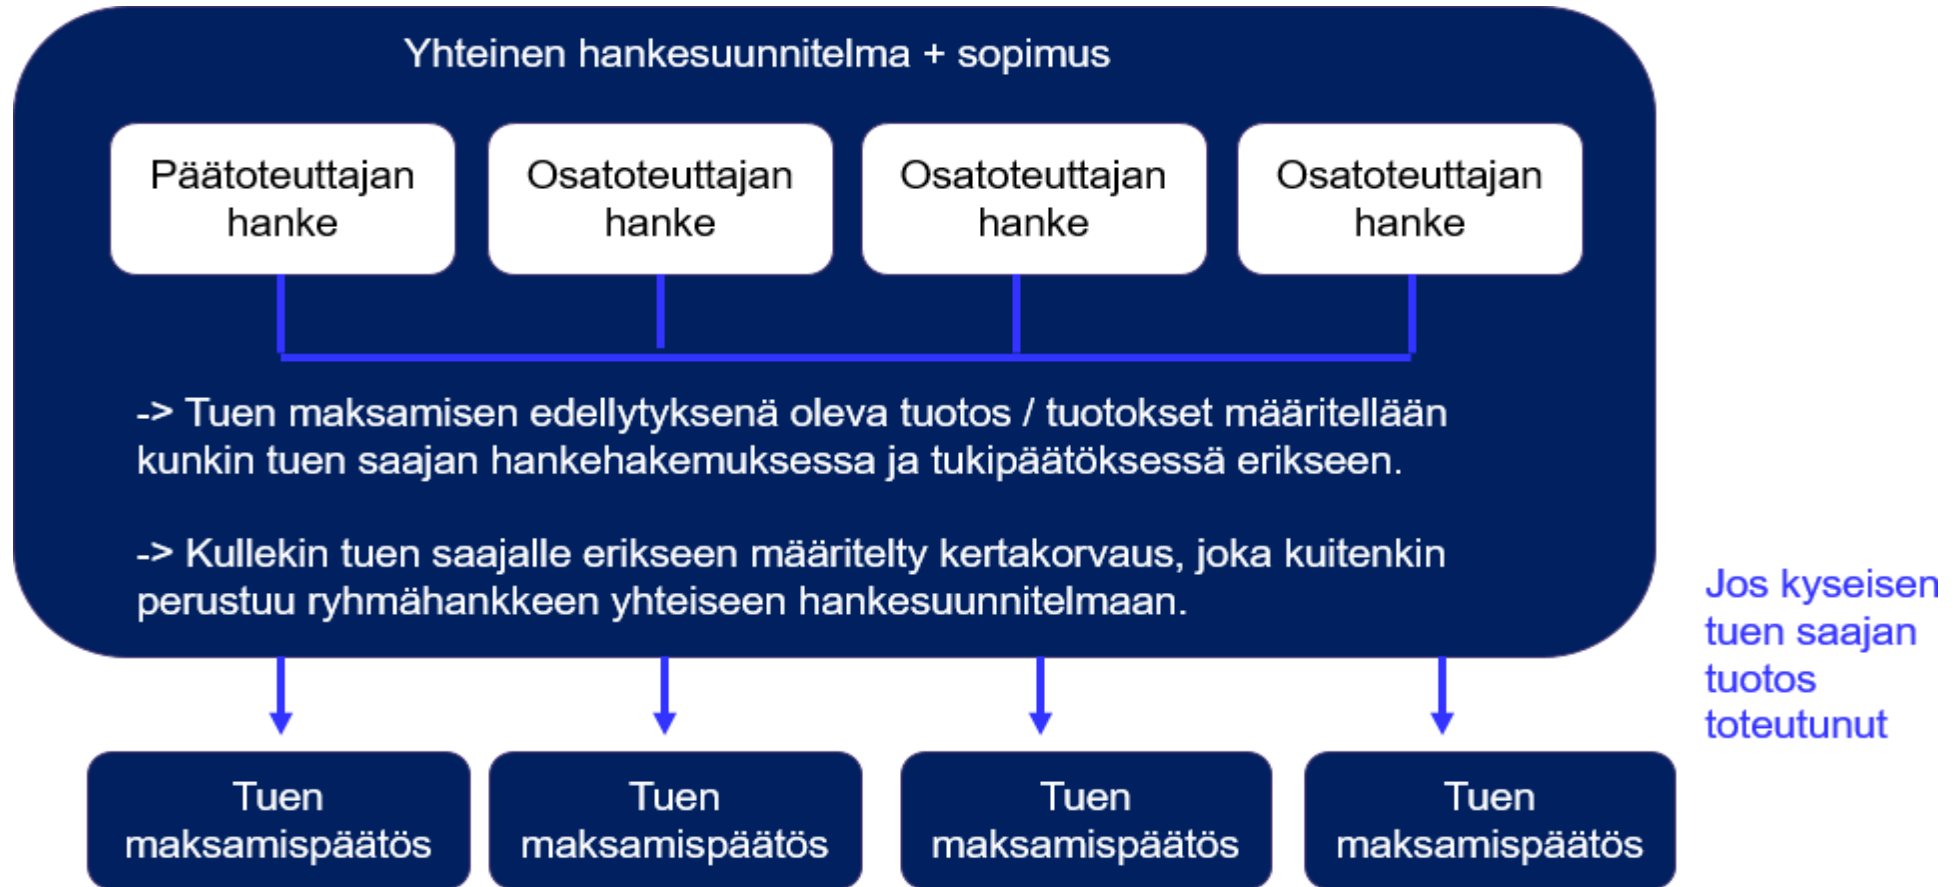 Yhteinen hankesuunnitelma + sopimus
Päätoteuttajan
hanke
Osatoteuttajan
hanke
Osatoteuttajan
hanke
Osatoteuttajan
hanke
-> Tuen maksamisen edellytyksenä oleva tuotos / tuotokset määritellään
kunkin tuen saajan hankehakemuksessa ja tukipäätöksessä erikseen.
-> Kullekin tuen saajalle erikseen määritelty kertakorvaus, joka kuitenkin
perustuu ryhmähankkeen yhteiseen hankesuunnitelmaan.
Jos kyseisen
tuen saajan
tuotos
toteutunut
Tuen
maksamispäätös
Tuen
maksamispäätös
Tuen
maksamispäätös
Tuen
maksamispäätös